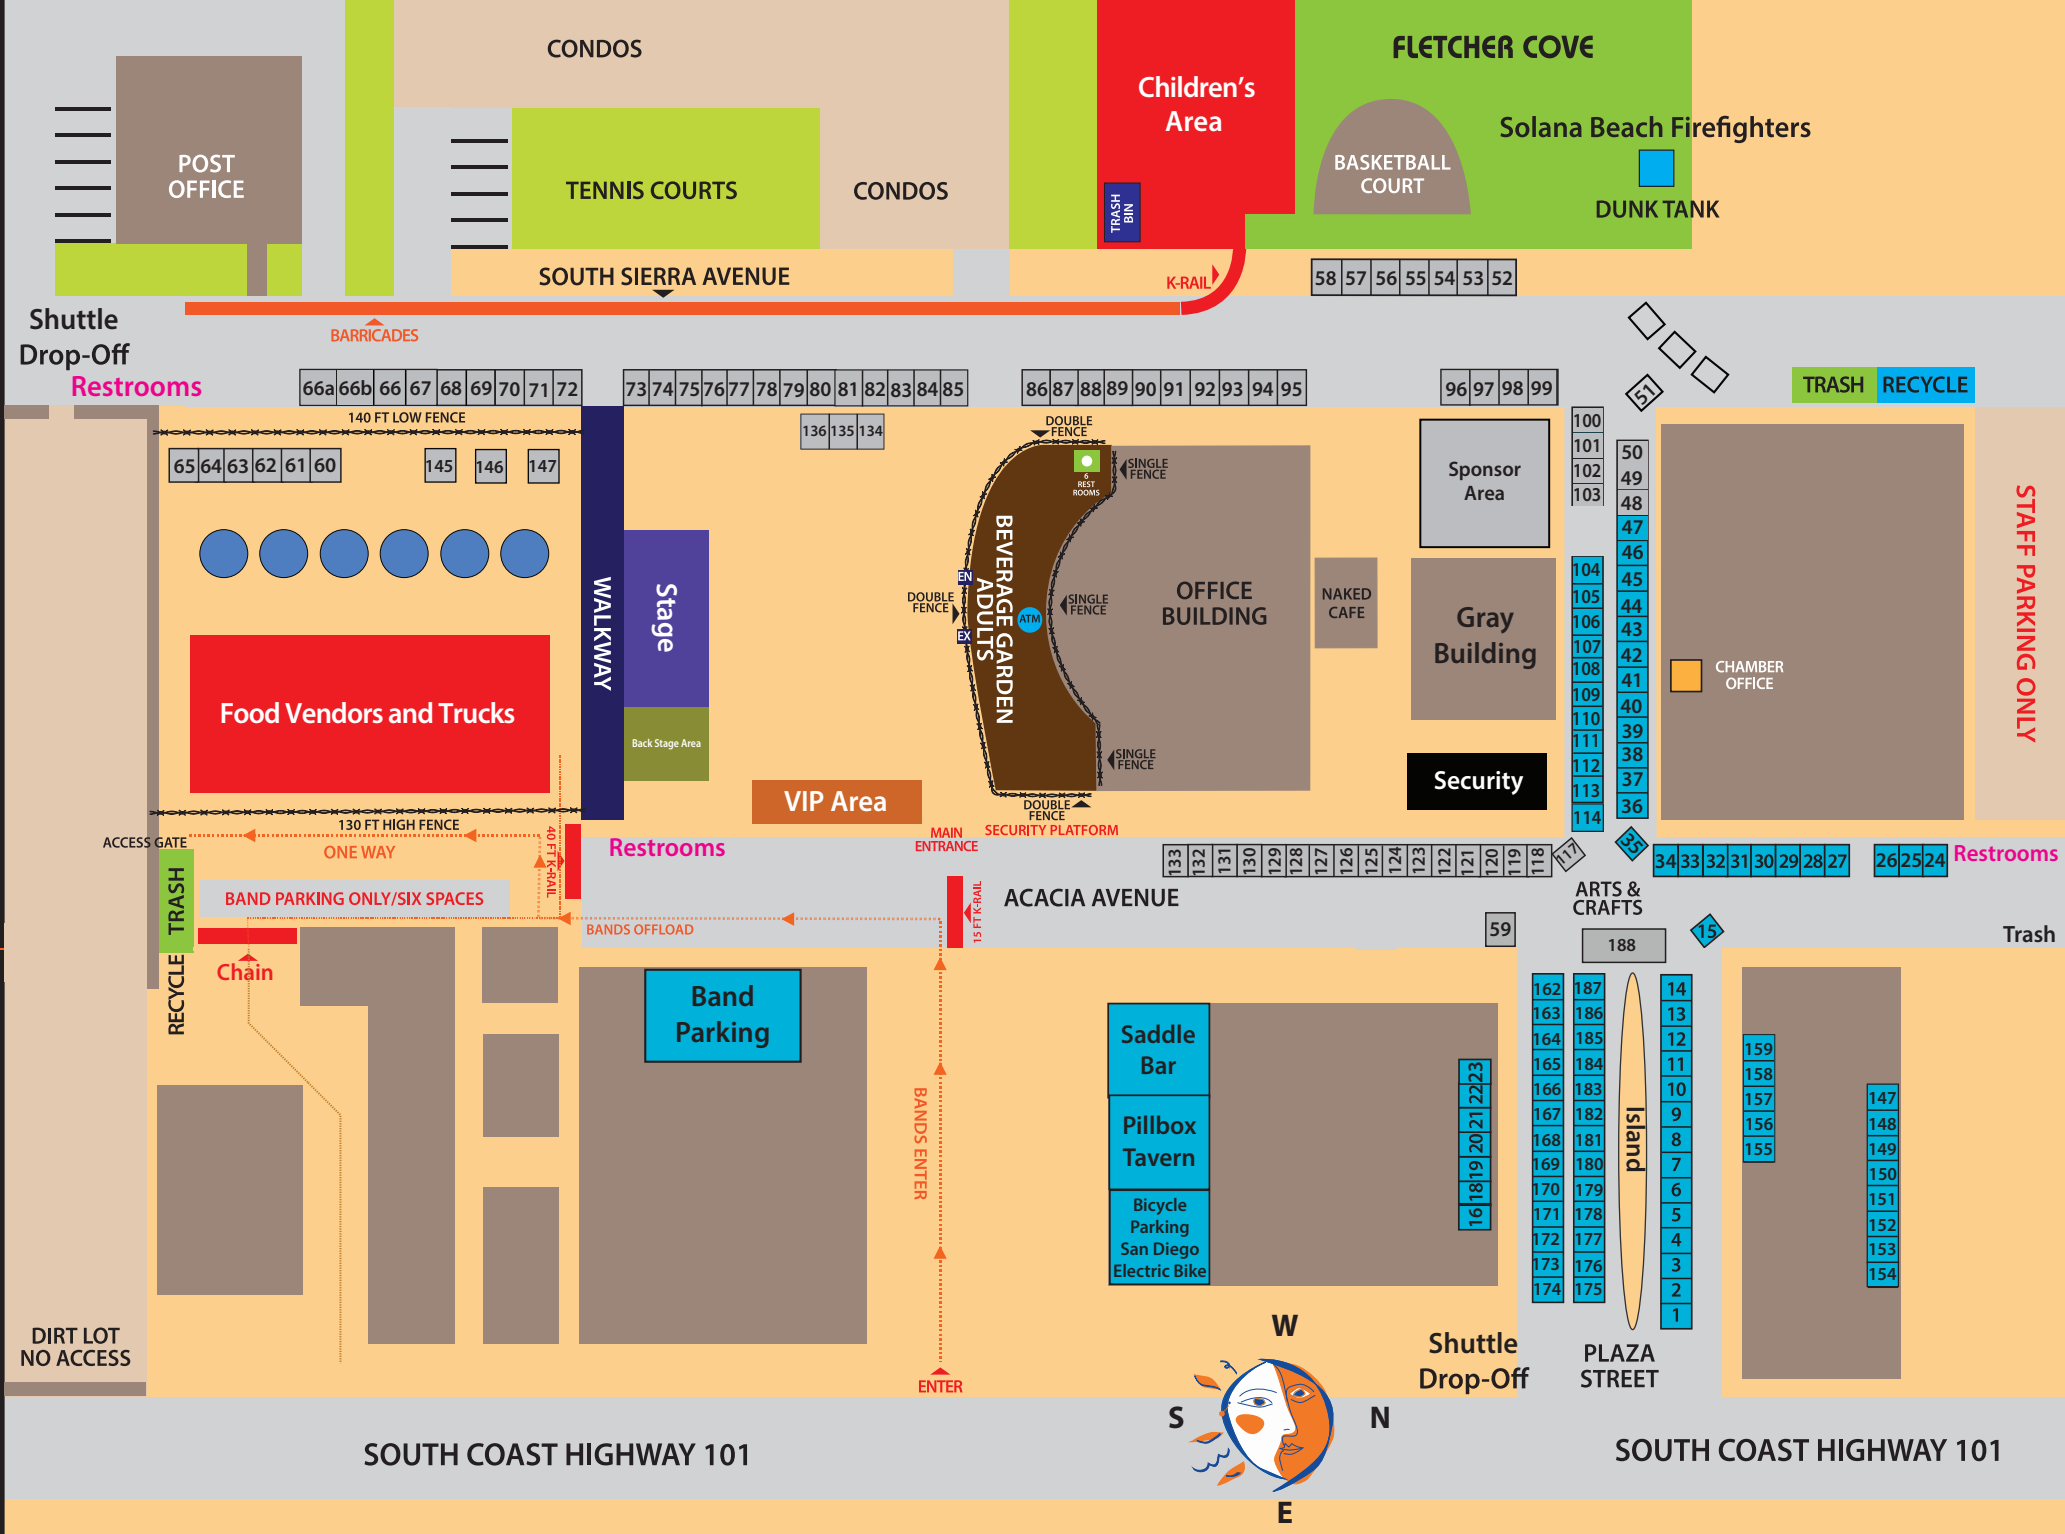 CONDOS
FLETCHER COVE
Children's
Area
Solana Beach Firefighters
POST
OFFICE
TENNIS COURTS
CONDOS
BASKETBALL
COURT
TRASH
BIN
DUNK TANK
SOUTH SIERRA AVENUE
K-RAIL
58 57 56 55 54 53 52
Shuttle
Drop-Off
BARRICADES
Restrooms
66a 66b 66 67 68 69 70 71 72
73 74 75 76 77 78 79 80 81 82 83 84 85
86 87 88 89 90 91 92 93 94 95
96 97 98 99
51
TRASH
RECYCLE
140 FT LOW FENCE
136 135 134
DOUBLE
FENCE
65 64 63 62 61 60
145
146
147
6
REST
ROOMS
SINGLE
FENCE
Sponsor
Area
100
101
102
103
50
49
48
47
46
45
44
43
42
41
40
39
38
37
36
35
104
105
106
107
108
109
110
111
112
113
114
STAFF PARKING ONLY
WALKWAY
Stage
Back Stage Area
EN
EX
DOUBLE
FENCE
BEVERAGE GARDEN
ADULTS
ATM
SINGLE
FENCE
OFFICE
BUILDING
NAKED
CAFE
Gray
Building
CHAMBER
OFFICE
Food Vendors and Trucks
SINGLE
FENCE
Security
VIP Area
DOUBLE
FENCE
130 FT HIGH FENCE
ACCESS GATE
ONE WAY
40 FT K-RAIL
Restrooms
MAIN
ENTRANCE
SECURITY PLATFORM
133 132 131 130 129 128 127 126 125 124 123 122 121 120 119 118
117
34 33 32 31 30 29 28 27
26 25 24
Restrooms
TRASH
RECYCLE
BAND PARKING ONLY/SIX SPACES
ACACIA AVENUE
15 FT K-RAIL
ARTS &
CRAFTS
BANDS OFFLOAD
59
188
15
Trash
Chain
Band
Parking
Saddle
Bar
Pillbox
Tavern
Bicycle
Parking
San Diego
Electric Bike
BANDS ENTER
23
22
21
20
19
18
16
162
163
164
165
166
167
168
169
170
171
172
173
174
187
186
185
184
183
182
181
180
179
178
177
176
175
Island
14
13
12
11
10
9
8
7
6
5
4
3
2
1
159
158
157
156
155
147
148
149
150
151
152
153
154
DIRT LOT
NO ACCESS
ENTER
W
S
N
E
Shuttle
Drop-Off
PLAZA
STREET
SOUTH COAST HIGHWAY 101
SOUTH COAST HIGHWAY 101